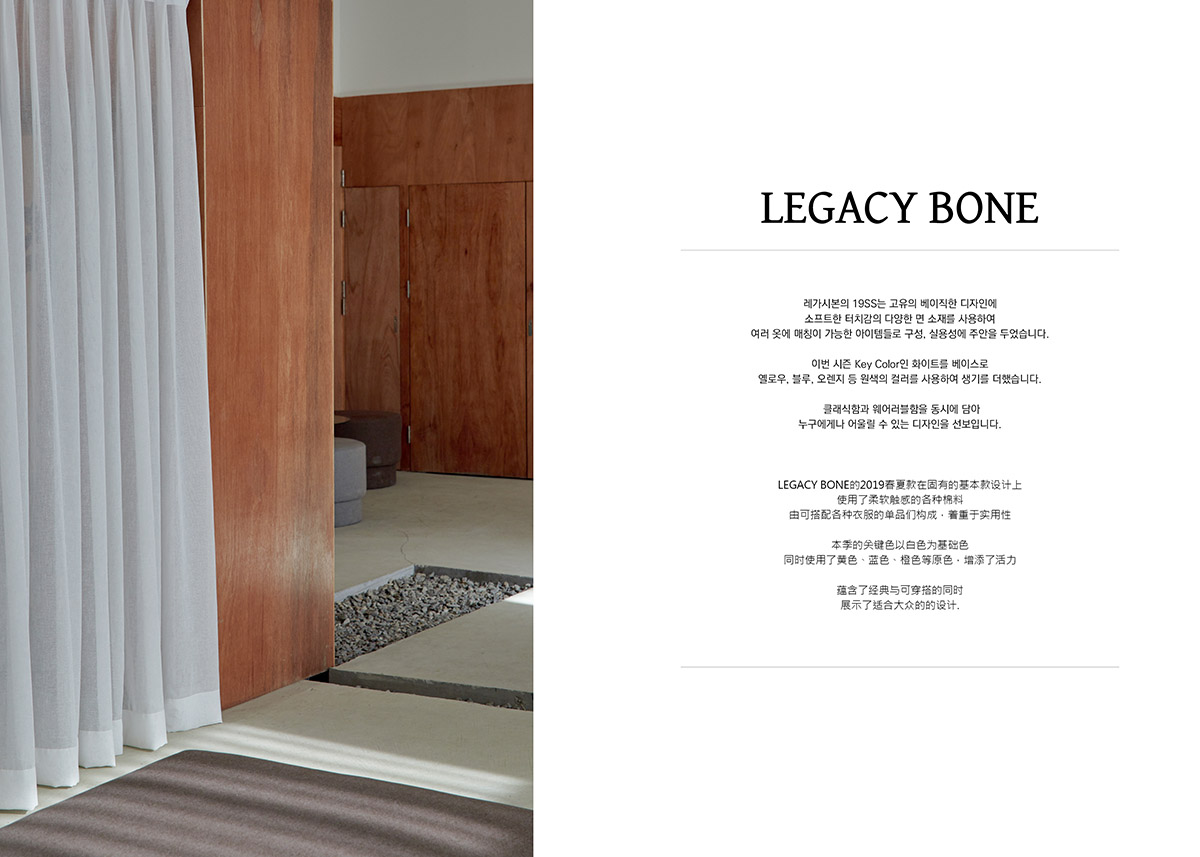 LEGACY BONE
레가시본의 19SS는 고유의 베이직한 디자인에
소프트한 터치감의 다양한 면 소재를 사용하여
여러 옷에 매칭이 가능한 아이템들로 구성, 실용성에 주안을 두었습니다.
이번 시즌 Key Color인 화이트를 베이스로
옐로우, 블루, 오렌지 등 원색의 컬러를 사용하여 생기를 더했습니다.
클래식함과 웨어러블함을 동시에 담아
누구에게나 어울릴 수 있는 디자인을 선보입니다.
LEGACY BONE的2019春夏款在固有的基本款设计上
使用了柔软触感的各种棉料
由可搭配各种衣服的单品们构成，着重于实用性
本季的关键色以白色为基础色
同时使用了黄色、蓝色、橙色等原色，增添了活力
蕴含了经典与可穿搭的同时
展示了适合大众的的设计.